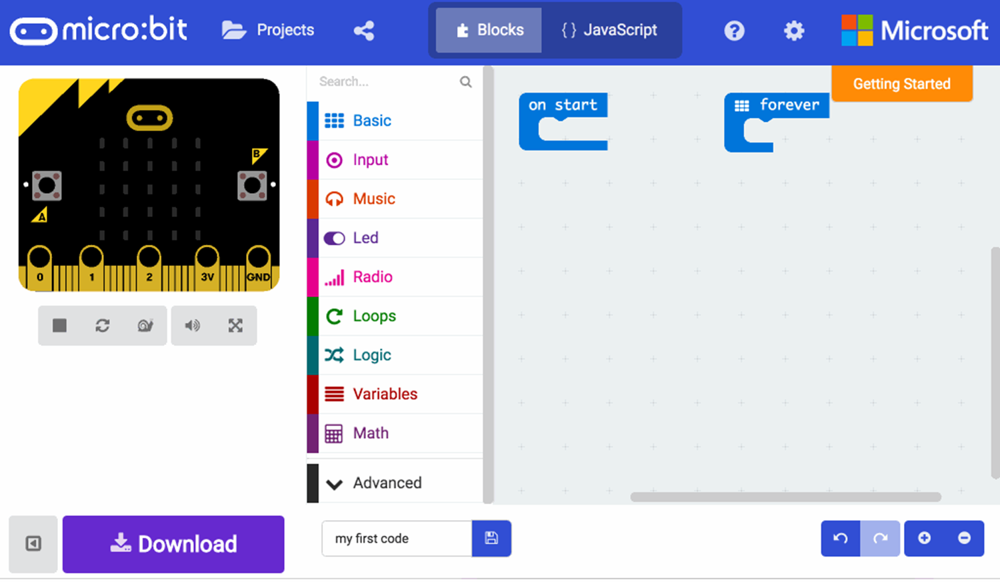 micro:bit
Projects
Blocks
{ } JavaScript
?
Microsoft
Getting Started
Search...
Basic
Input
Music
Led
Radio
Loops
Logic
Variables
Math
Advanced
B
A
0 1 2 3V GND
on start
forever
Download
my first code